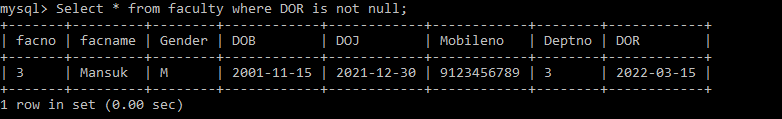 mysql> Select * from faculty where DOR is not null;
+-------+---------+--------+------------+------------+------------+--------+------------+
| facno | facname | Gender | DOB        | DOJ        | Mobileno   | Deptno | DOR        |
+-------+---------+--------+------------+------------+------------+--------+------------+
| 3     | Mansuk  | M      | 2001-11-15 | 2021-12-30 | 9123456789 | 3      | 2022-03-15 |
+-------+---------+--------+------------+------------+------------+--------+------------+
1 row in set (0.00 sec)